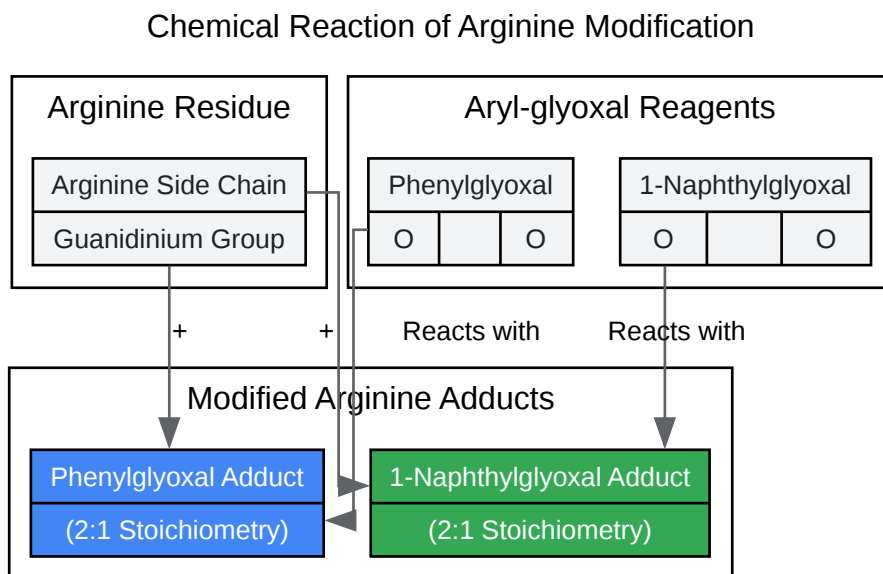 Chemical Reaction of Arginine Modification
Arginine Residue
Aryl-glyoxal Reagents
Arginine Side Chain
Guanidinium Group
Phenylglyoxal
O O
1-Naphthylglyoxal
O O
+
+
Reacts with
Reacts with
Modified Arginine Adducts
Phenylglyoxal Adduct
(2:1 Stoichiometry)
1-Naphthylglyoxal Adduct
(2:1 Stoichiometry)